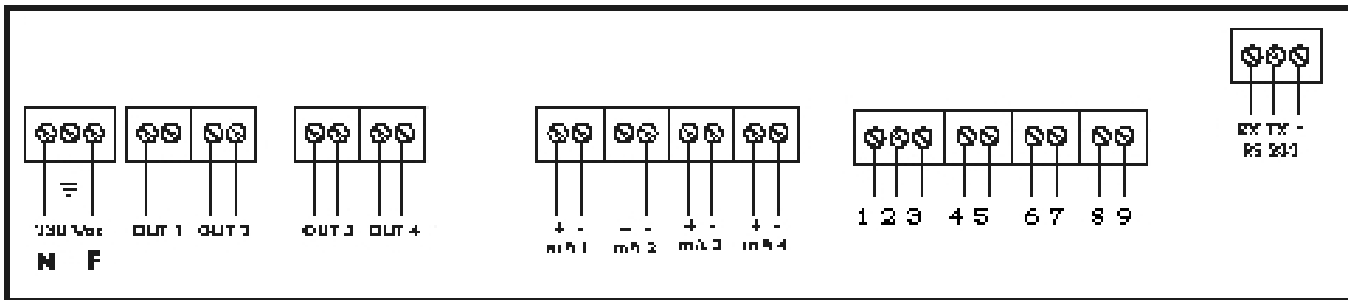 RX TX -
RS 232
230 Vac OUT 1 OUT 2 OUT 3 OUT 4
N F
+ - - - + - + -
mA 1 mA 2 mA 3 mA 4
1 2 3 4 5 6 7 8 9